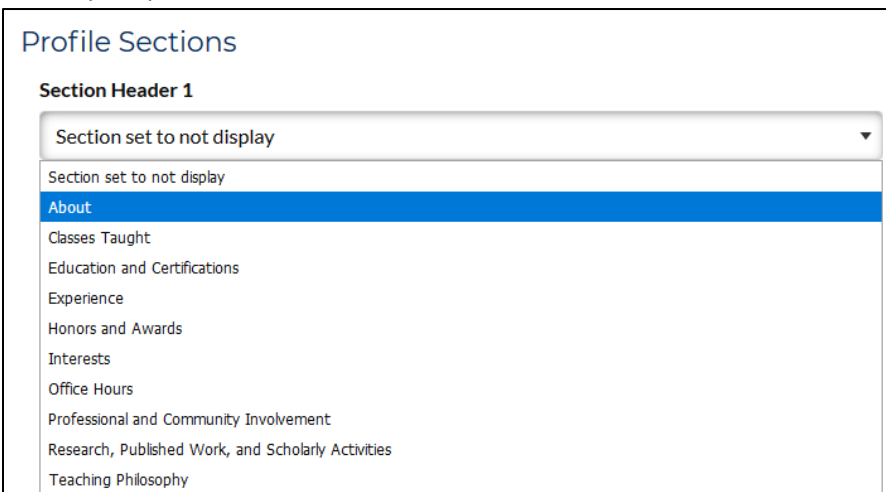 Profile Sections
Section Header 1
Section set to not display
Section set to not display
About
Classes Taught
Education and Certifications
Experience
Honors and Awards
Interests
Office Hours
Professional and Community Involvement
Research, Published Work, and Scholarly Activities
Teaching Philosophy